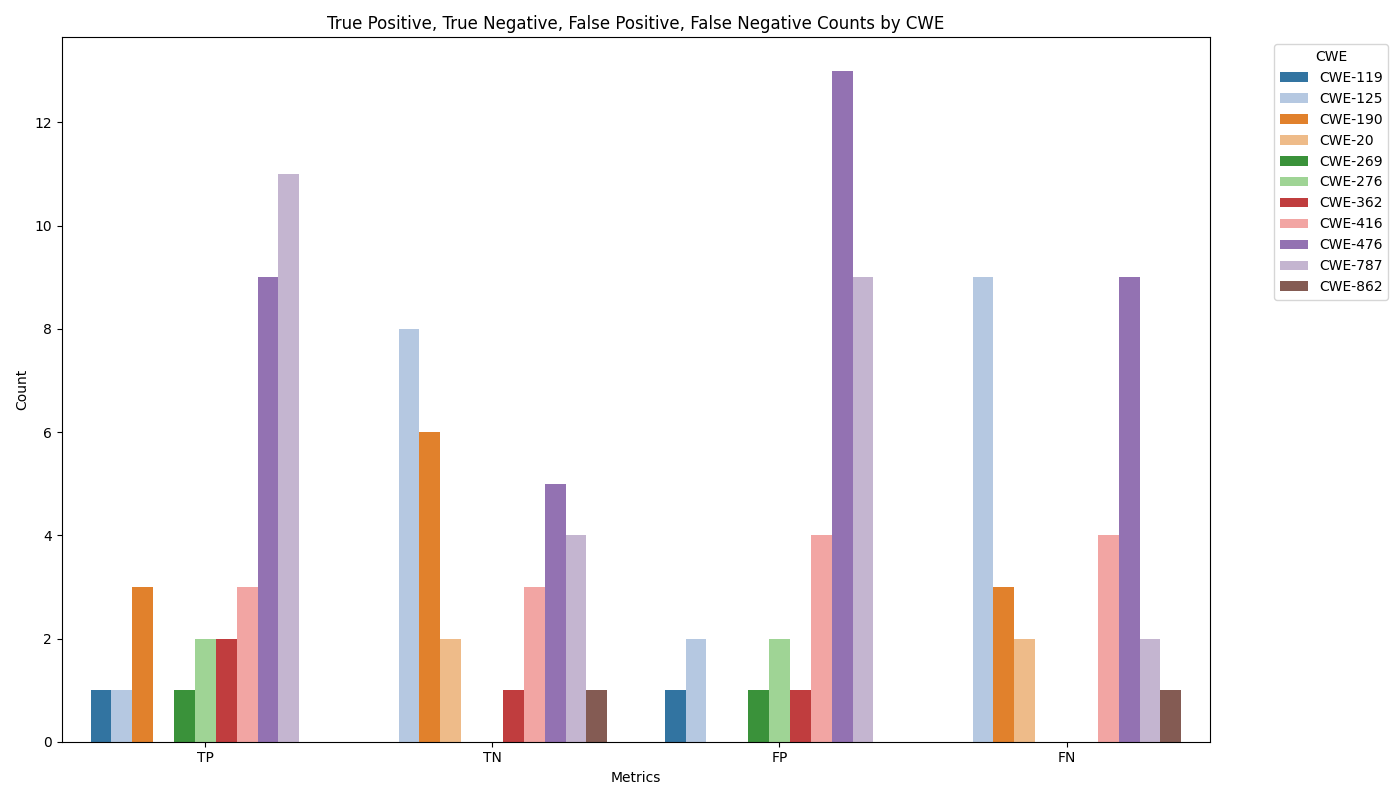 True Positive, True Negative, False Positive, False Negative Counts by CWE
Count
12
10
8
6
4
2
0
TP
TN
FP
FN
Metrics
CWE
CWE-119
CWE-125
CWE-190
CWE-20
CWE-269
CWE-276
CWE-362
CWE-416
CWE-476
CWE-787
CWE-862